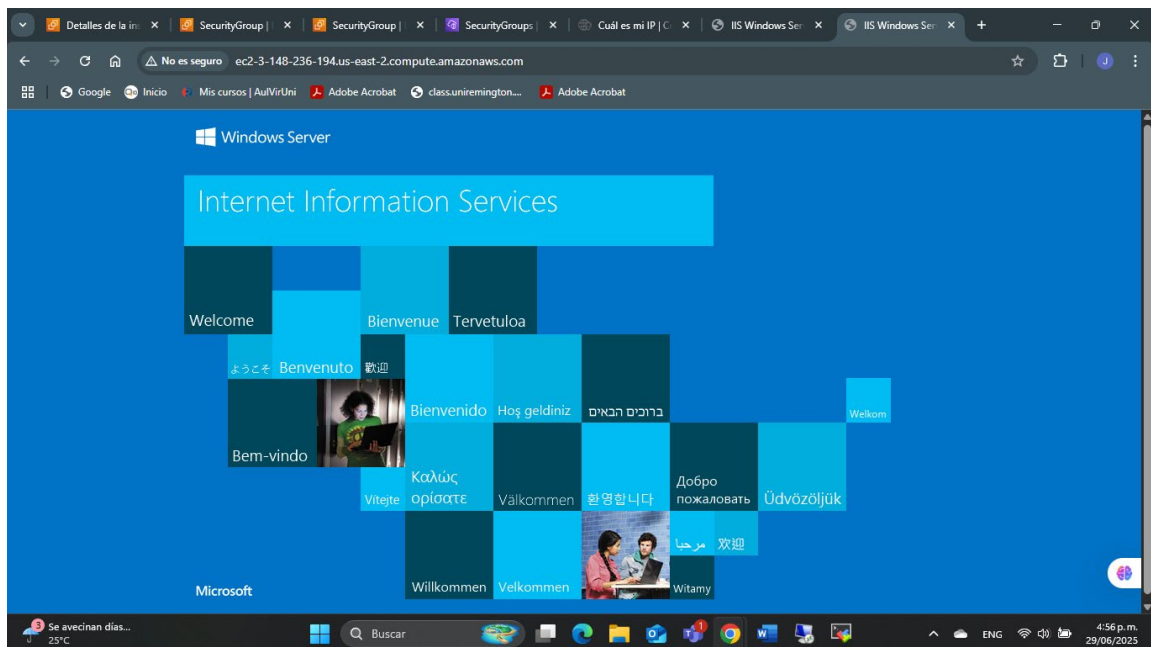 Detalles de la in
SecurityGroup |
SecurityGroup |
SecurityGroups |
Cuál es mi IP | C
IIS Windows Ser
IIS Windows Ser
No es seguro
ec2-3-148-236-194.us-east-2.compute.amazonaws.com
J
Google
Inicio
Mis cursos | AulVirUni
Adobe Acrobat
class.uniremington....
Adobe Acrobat
Windows Server
Internet Information Services
Welcome
Bienvenue
Tervetuloa
ようこそ
Benvenuto
歡迎
Bienvenido
Hoş geldiniz
ברוכים הבאים
Welkom
Bem-vindo
Vítejte
Καλώς
ορίσατε
Välkommen
환영합니다
Добро
пожаловать
Üdvözöljük
Microsoft
Willkommen
Velkommen
مرحبا
欢迎
Witamy
3
Se avecinan días...
25°C
Buscar
1
ENG
4:56 p.m.
29/06/2025